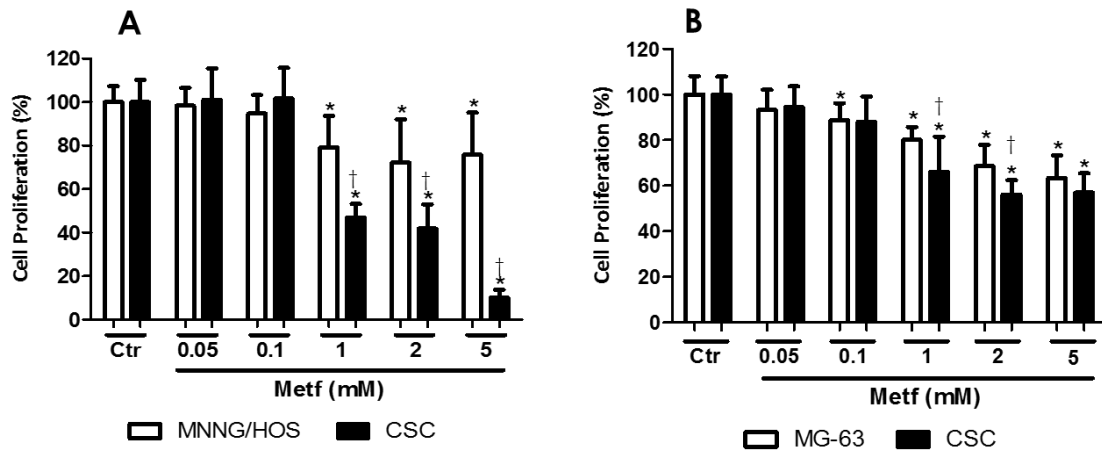 A
Cell Proliferation (%)
120
100
80
60
40
20
0
* * *
† † †
* * *
Ctr 0.05 0.1 1 2 5
Metf (mM)
MNNG/HOS CSC
B
Cell Proliferation (%)
120
100
80
60
40
20
0
† †
* * * * * * *
Ctr 0.05 0.1 1 2 5
Metf (mM)
MG-63 CSC